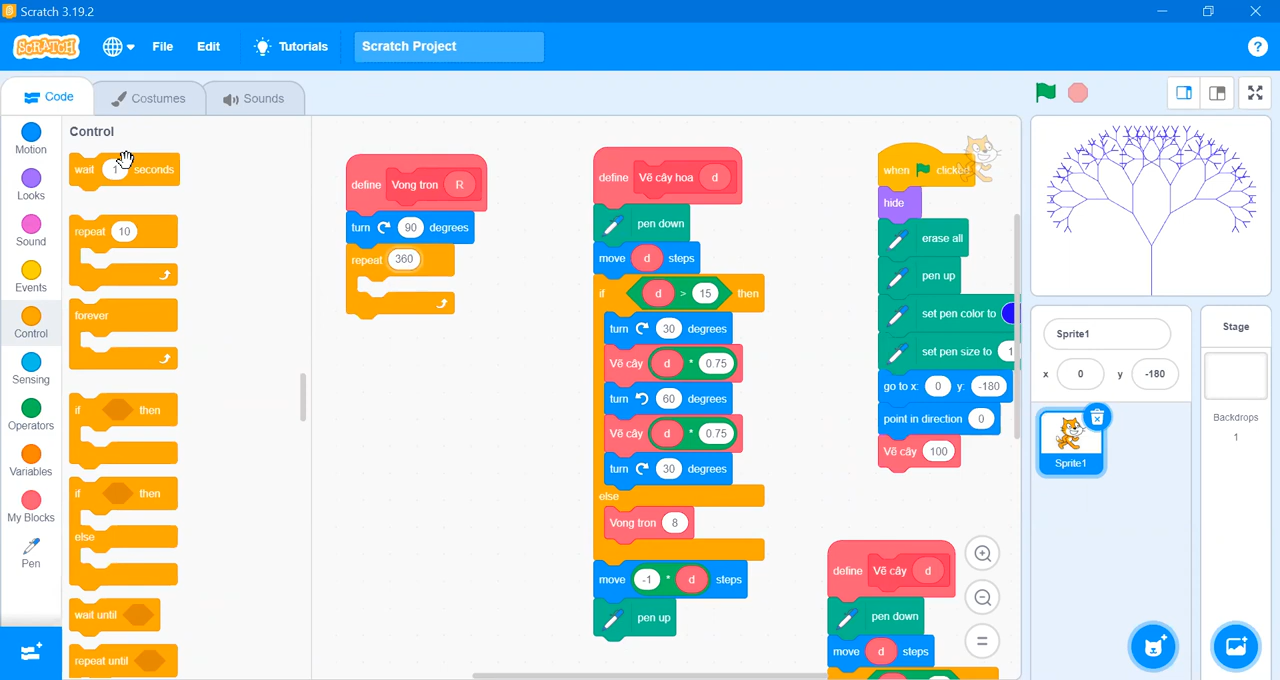 Scratch 3.19.2
SCRATCH
File
Edit
Tutorials
Scratch Project
?
Code
Costumes
Sounds
Motion
Looks
Sound
Events
Control
Sensing
Operators
Variables
My Blocks
Pen
Control
wait 1 seconds
repeat 10
forever
if then
if then
else
wait until
repeat until
define Vong tron R
turn 90 degrees
repeat 360
define Vẽ cây hoa d
pen down
move d steps
if d > 15 then
turn 30 degrees
Vẽ cây d * 0.75
turn 60 degrees
Vẽ cây d * 0.75
turn 30 degrees
else
Vong tron 8
move -1 * d steps
pen up
when clicked
hide
erase all
pen up
set pen color to
set pen size to 1
go to x: 0 y: -180
point in direction 0
Vẽ cây 100
define Vẽ cây d
pen down
move d steps
Sprite1
x 0 y -180
Sprite1
Stage
Backdrops
1